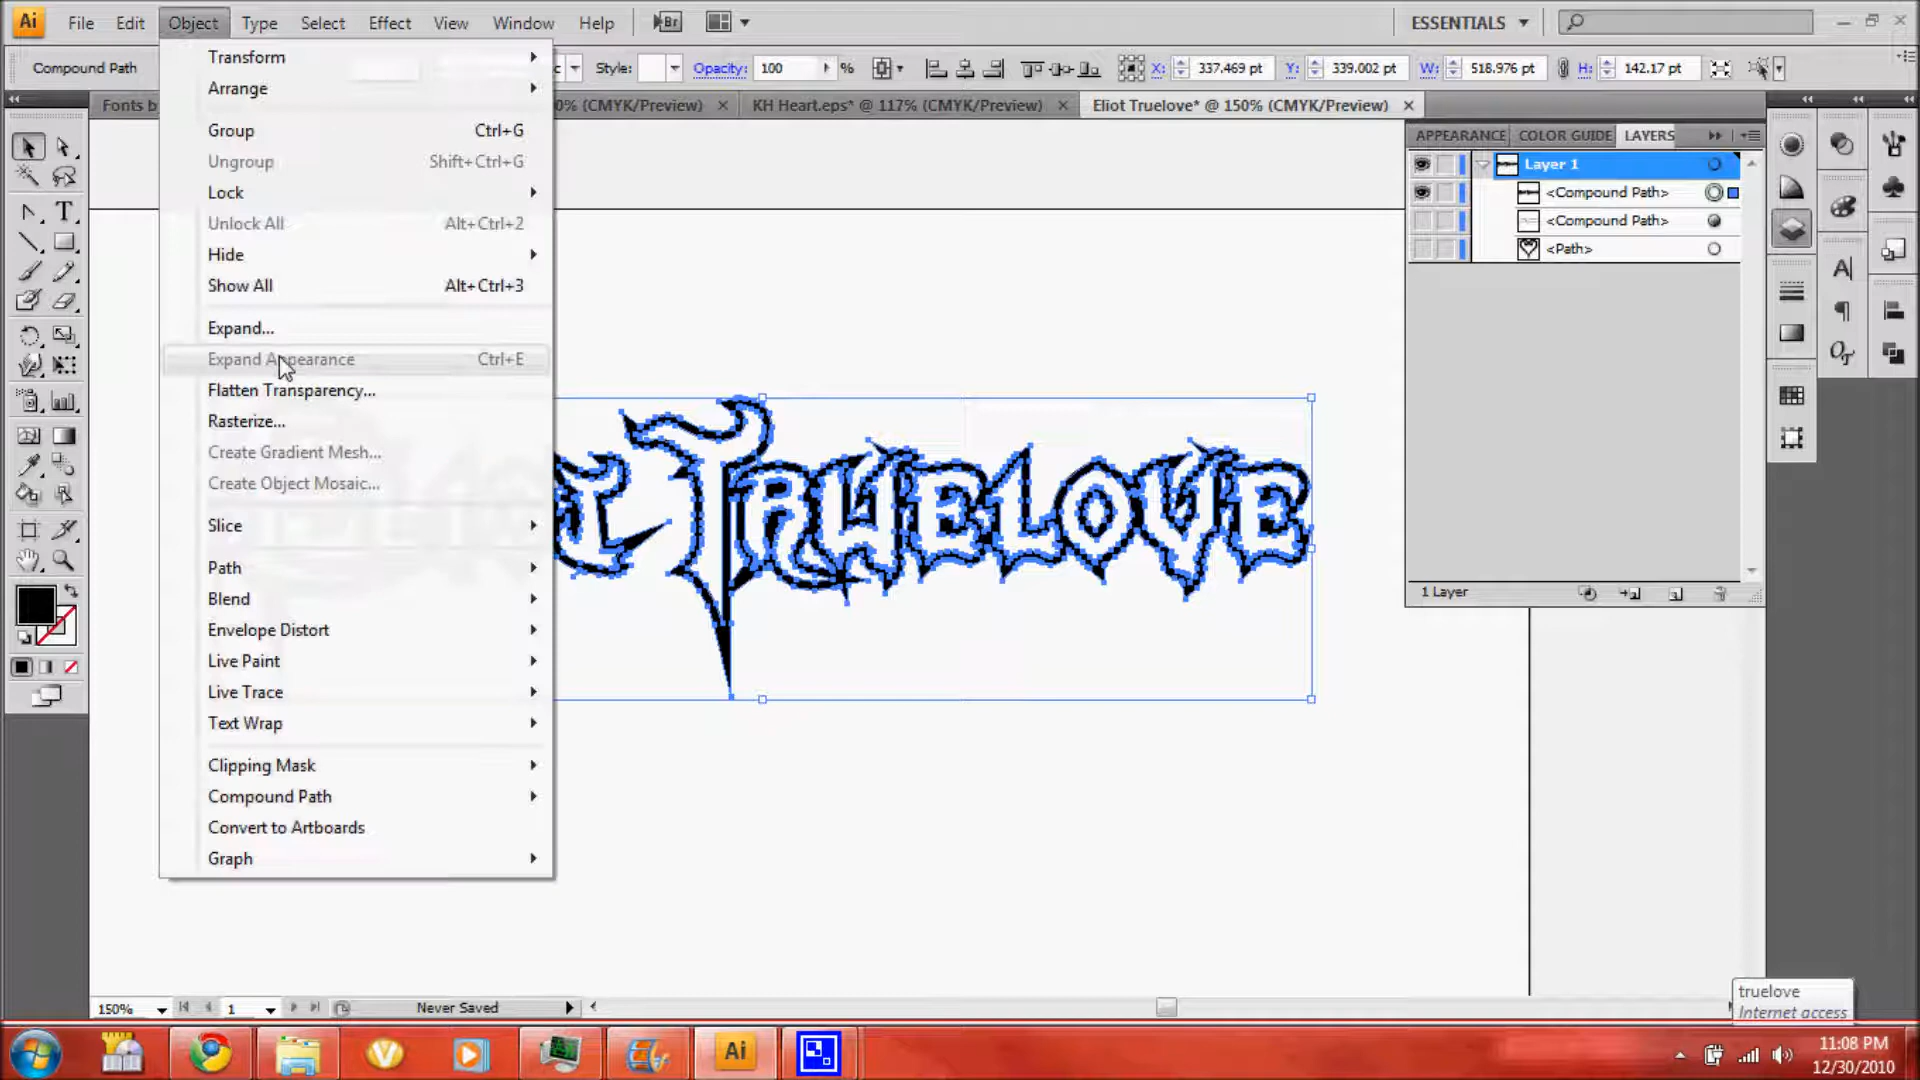 Ai File Edit Object Type Select Effect View Window Help Br ESSENTIALS
Compound Path Style: Opacity: 100 % X: 337.469 pt Y: 339.002 pt W: 518.976 pt H: 142.17 pt
Fonts b 0% (CMYK/Preview) KH Heart.eps* @ 117% (CMYK/Preview) Eliot Truelove* @ 150% (CMYK/Preview)
Transform
Arrange
Group Ctrl+G
Ungroup Shift+Ctrl+G
Lock
Unlock All Alt+Ctrl+2
Hide
Show All Alt+Ctrl+3
Expand...
Expand Appearance Ctrl+E
Flatten Transparency...
Rasterize...
Create Gradient Mesh...
Create Object Mosaic...
Slice
Path
Blend
Envelope Distort
Live Paint
Live Trace
Text Wrap
Clipping Mask
Compound Path
Convert to Artboards
Graph
TRUELOVE
APPEARANCE COLOR GUIDE LAYERS
Layer 1
<Compound Path>
<Compound Path>
<Path>
1 Layer
150% 1 Never Saved
truelove
Internet access
Ai
11:08 PM
12/30/2010